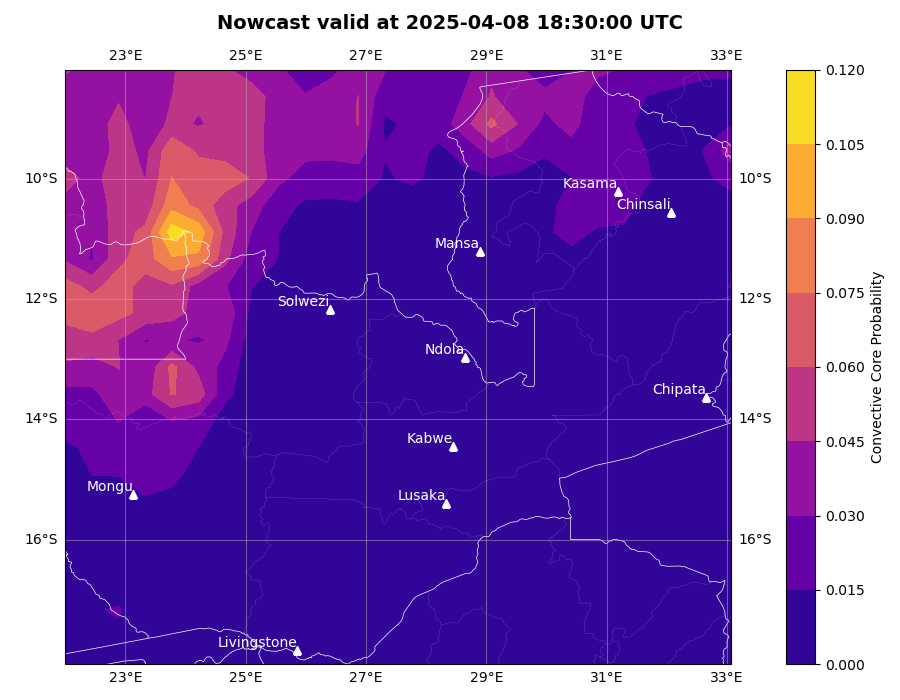 Nowcast valid at 2025-04-08 18:30:00 UTC
23°E 25°E 27°E 29°E 31°E 33°E
0.120
0.105
10°S 10°S
Kasama
Chinsali
0.090
Mansa
12°S 12°S
0.075
Solwezi
Ndola
0.060
Chipata
14°S 14°S
Kabwe
0.045
Mongu
Lusaka
0.030
16°S 16°S
0.015
Livingstone
0.000
23°E 25°E 27°E 29°E 31°E 33°E
Convective Core Probability